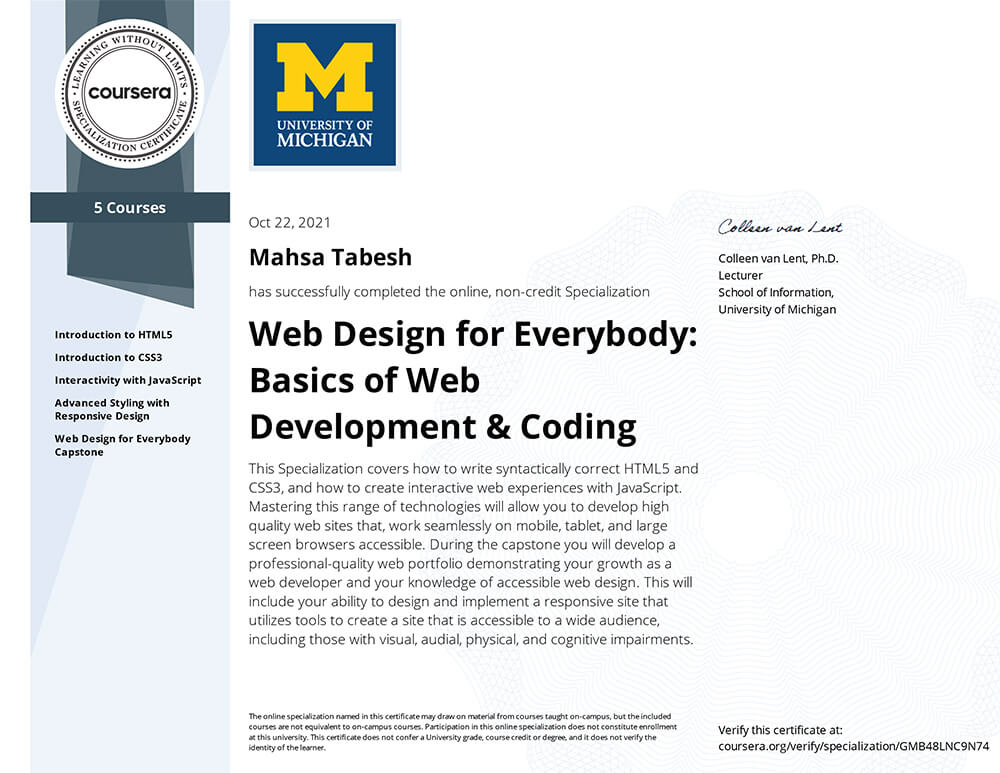 LEARNING WITHOUT LIMITS
coursera
SPECIALIZATION CERTIFICATE
5 Courses
Introduction to HTML5
Introduction to CSS3
Interactivity with JavaScript
Advanced Styling with
Responsive Design
Web Design for Everybody
Capstone
M
UNIVERSITY OF
MICHIGAN
Oct 22, 2021
Mahsa Tabesh
has successfully completed the online, non-credit Specialization
Web Design for Everybody:
Basics of Web
Development & Coding
This Specialization covers how to write syntactically correct HTML5 and
CSS3, and how to create interactive web experiences with JavaScript.
Mastering this range of technologies will allow you to develop high
quality web sites that, work seamlessly on mobile, tablet, and large
screen browsers accessible. During the capstone you will develop a
professional-quality web portfolio demonstrating your growth as a
web developer and your knowledge of accessible web design. This will
include your ability to design and implement a responsive site that
utilizes tools to create a site that is accessible to a wide audience,
including those with visual, audial, physical, and cognitive impairments.
The online specialization named in this certificate may draw on material from courses taught on-campus, but the included
courses are not equivalent to on-campus courses. Participation in this online specialization does not constitute enrollment
at this university. This certificate does not confer a University grade, course credit or degree, and it does not verify the
identity of the learner.
Colleen van Lent
Colleen van Lent, Ph.D.
Lecturer
School of Information,
University of Michigan
Verify this certificate at:
coursera.org/verify/specialization/GMB48LNC9N74